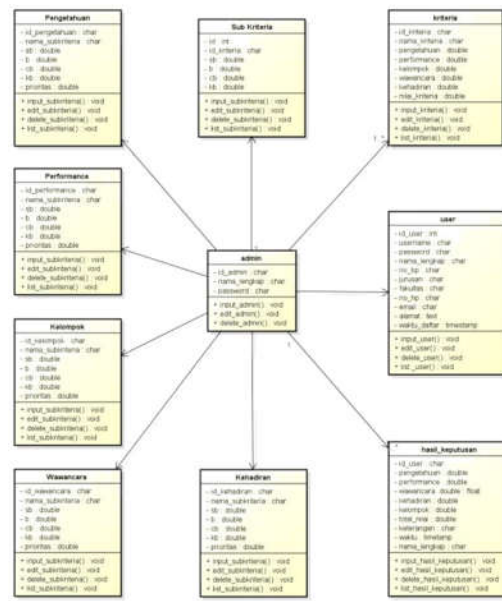 Pengetahuan
- id_pengetahuan : char
- nama_subkriteria : char
- sb : double
- b : double
- cb : double
- kb : double
- prioritas : double
+ input_subkriteria() : void
+ edit_subkriteria() : void
+ delete_subkriteria() : void
+ list_subkriteria() : void
Sub Kriteria
- id : int
- id_kriteria : char
- sb : double
- b : double
- cb : double
- kb : double
+ input_subkriteria() : void
+ edit_subkriteria() : void
+ delete_subkriteria() : void
+ list_subkriteria() : void
kriteria
- id_kriteria : char
- nama_kriteria : char
- pengetahuan : double
- performance : double
- kelompok : double
- wawancara : double
- kehadiran : double
- nilai_kriteria : double
+ input_kriteria() : void
+ edit_kriteria() : void
+ delete_kriteria() : void
+ list_kriteria() : void
1..*
Performance
- id_performance : char
- nama_subkriteria : char
- sb : double
- b : double
- cb : double
- kb : double
- prioritas : double
+ input_subkriteria() : void
+ edit_subkriteria() : void
+ delete_subkriteria() : void
+ list_subkriteria() : void
admin
- id_admin : char
- nama_lengkap : char
- password : char
+ input_admin() : void
+ edit_admin() : void
+ delete_admin() : void
1
user
- id_user : int
- username : char
- password : char
- nama_lengkap : char
- no_hp : char
- jurusan : char
- fakultas : char
- no_hp : char
- email : char
- alamat : text
- waktu_daftar : timestamp
+ input_user() : void
+ edit_user() : void
+ delete_user() : void
+ list_user() : void
Kelompok
- id_kelompok : char
- nama_subkriteria : char
- sb : double
- b : double
- cb : double
- kb : double
- prioritas : double
+ input_subkriteria() : void
+ edit_subkriteria() : void
+ delete_subkriteria() : void
+ list_subkriteria() : void
Wawancara
- id_wawancara : char
- nama_subkriteria : char
- sb : double
- b : double
- cb : double
- kb : double
- prioritas : double
+ input_subkriteria() : void
+ edit_subkriteria() : void
+ delete_subkriteria() : void
+ list_subkriteria() : void
Kehadiran
- id_kehadiran : char
- nama_subkriteria : char
- sb : double
- b : double
- cb : double
- kb : double
- prioritas : double
+ input_subkriteria() : void
+ edit_subkriteria() : void
+ delete_subkriteria() : void
+ list_subkriteria() : void
hasil_keputusan
- id_user : char
- pengetahuan : double
- performance : double
- wawancara double : float
- kehadiran : double
- kelompok : double
- total_nilai : double
- keterangan : char
- waktu : timetamp
- nama_lengkap : char
+ input_hasil_keputusan() : void
+ edit_hasil_keputusan() : void
+ delete_hasil_keputusan() : void
+ list_hasil_keputusan() : void